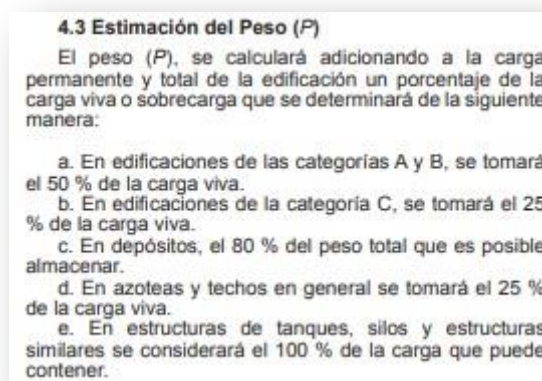 4.3 Estimación del Peso (P)
El peso (P), se calculará adicionando a la carga
permanente y total de la edificación un porcentaje de la
carga viva o sobrecarga que se determinará de la siguiente
manera:
a. En edificaciones de las categorías A y B, se tomará
el 50 % de la carga viva.
b. En edificaciones de la categoría C, se tomará el 25
% de la carga viva.
c. En depósitos, el 80 % del peso total que es posible
almacenar.
d. En azoteas y techos en general se tomará el 25 %
de la carga viva.
e. En estructuras de tanques, silos y estructuras
similares se considerará el 100 % de la carga que puede
contener.